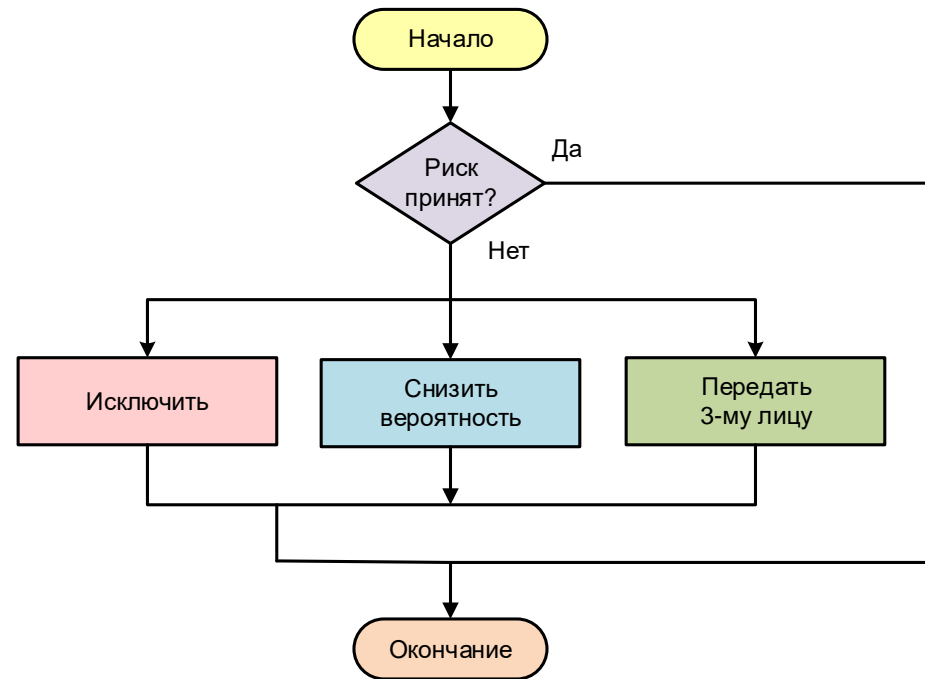 Начало
Да
Риск
принят?
Нет
Исключить
Снизить
вероятность
Передать
3-му лицу
Окончание